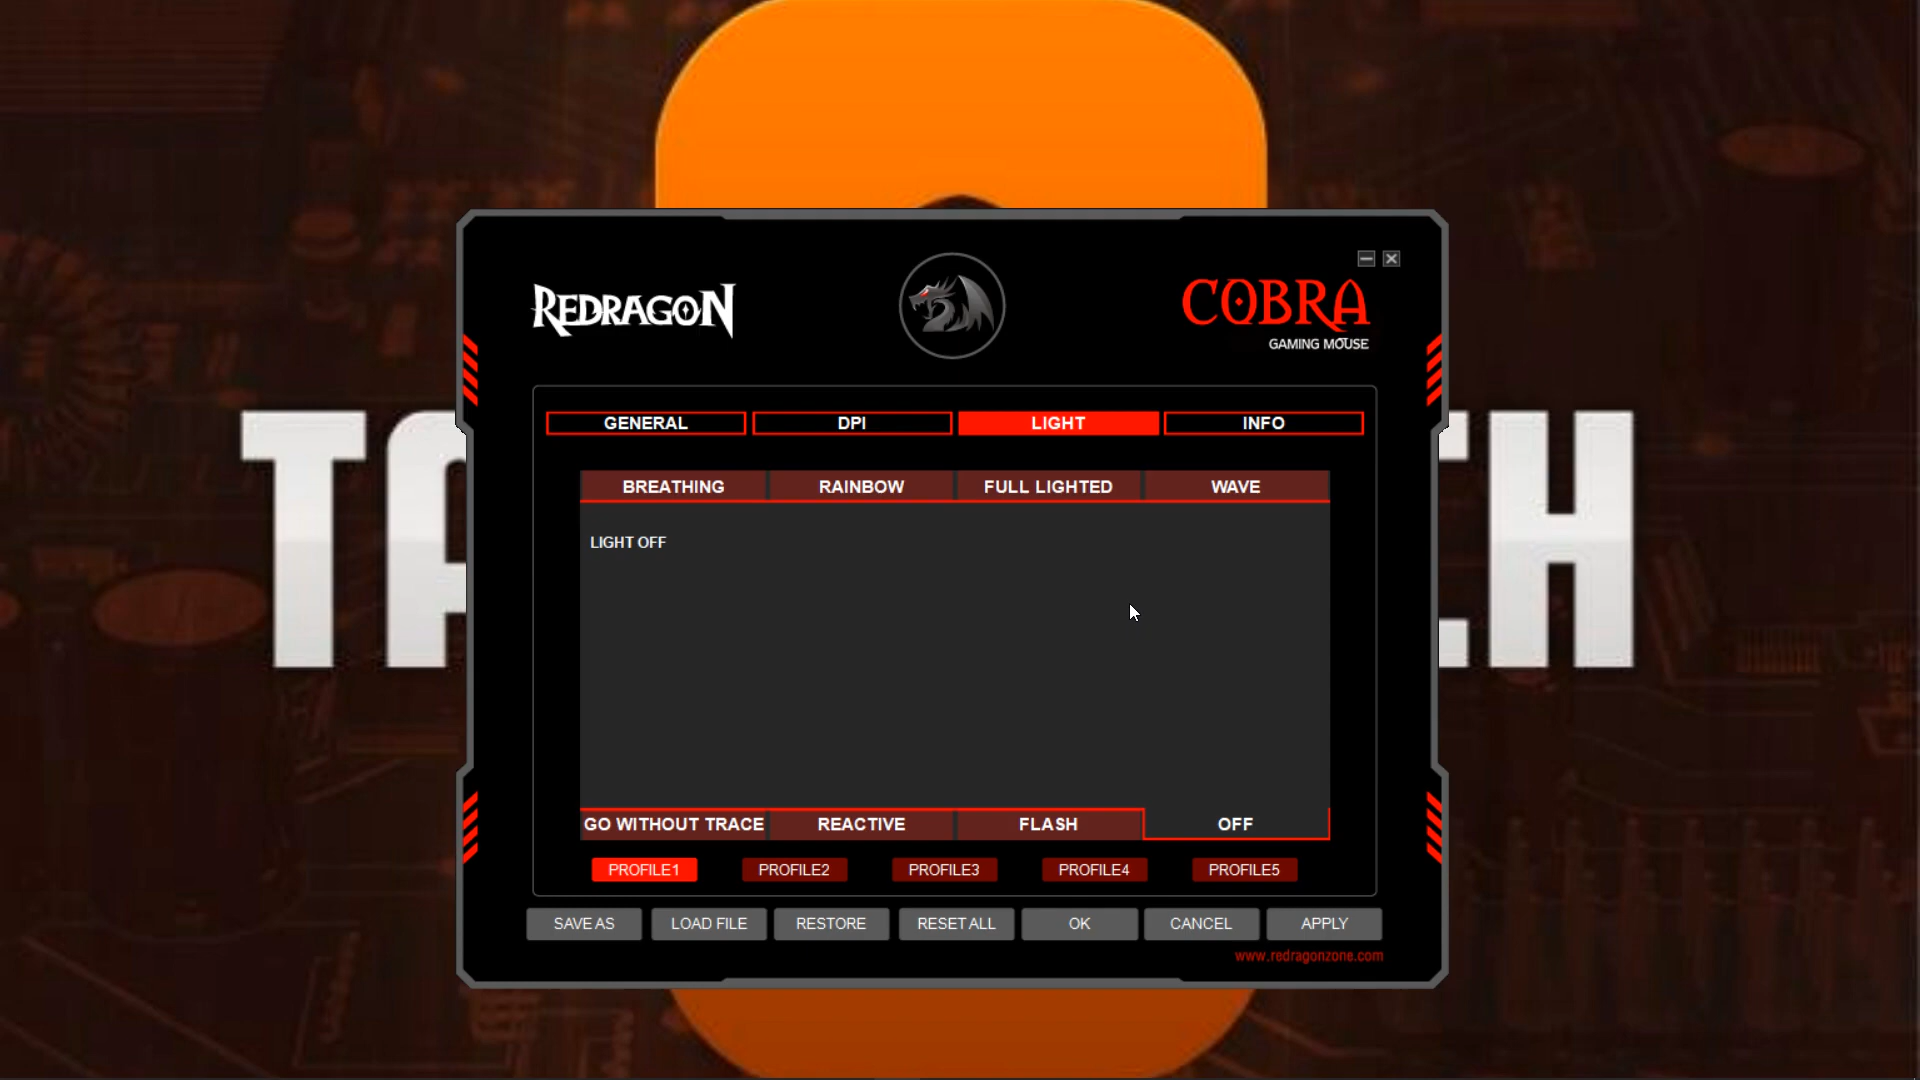 REDRAGON
COBRA
GAMING MOUSE
GENERAL DPI LIGHT INFO
BREATHING RAINBOW FULL LIGHTED WAVE
LIGHT OFF
GO WITHOUT TRACE REACTIVE FLASH OFF
PROFILE1 PROFILE2 PROFILE3 PROFILE4 PROFILE5
SAVE AS LOAD FILE RESTORE RESET ALL OK CANCEL APPLY
www.redragonzone.com